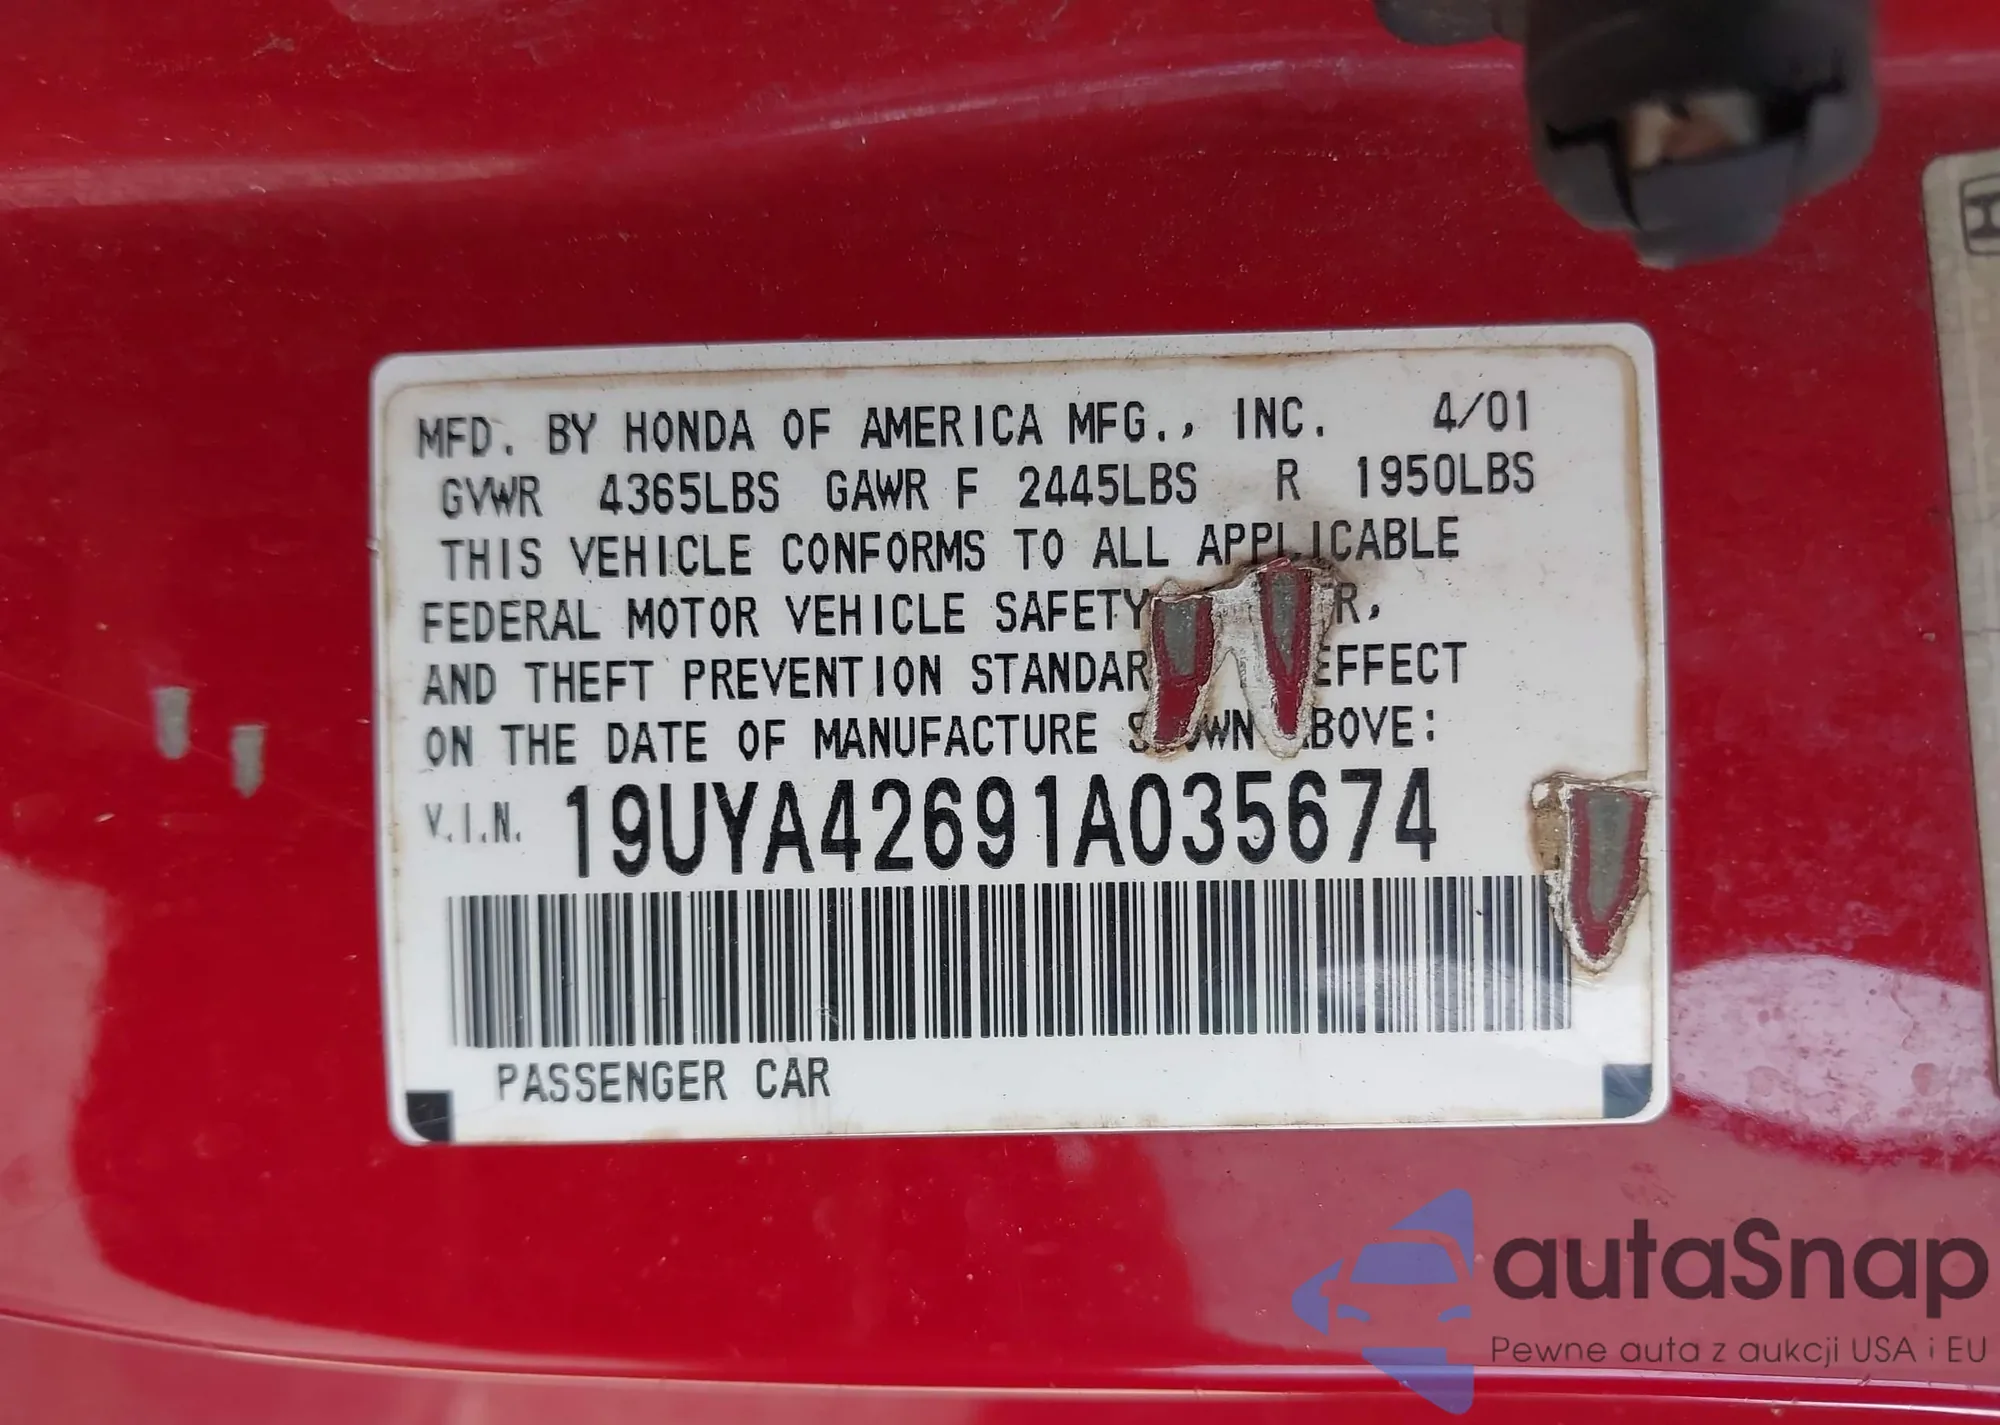 MFD. BY HONDA OF AMERICA MFG., INC. 4/01
GVWR 4365LBS GAWR F 2445LBS R 1950LBS
THIS VEHICLE CONFORMS TO ALL APPLICABLE
FEDERAL MOTOR VEHICLE SAFETY
AND THEFT PREVENTION EFFECT
ON THE DATE OF MANUFACTURE
V.I.N. 19UYA42691A035674
PASSENGER CAR
autaSnap
Pewne auta z aukcji USA i EU